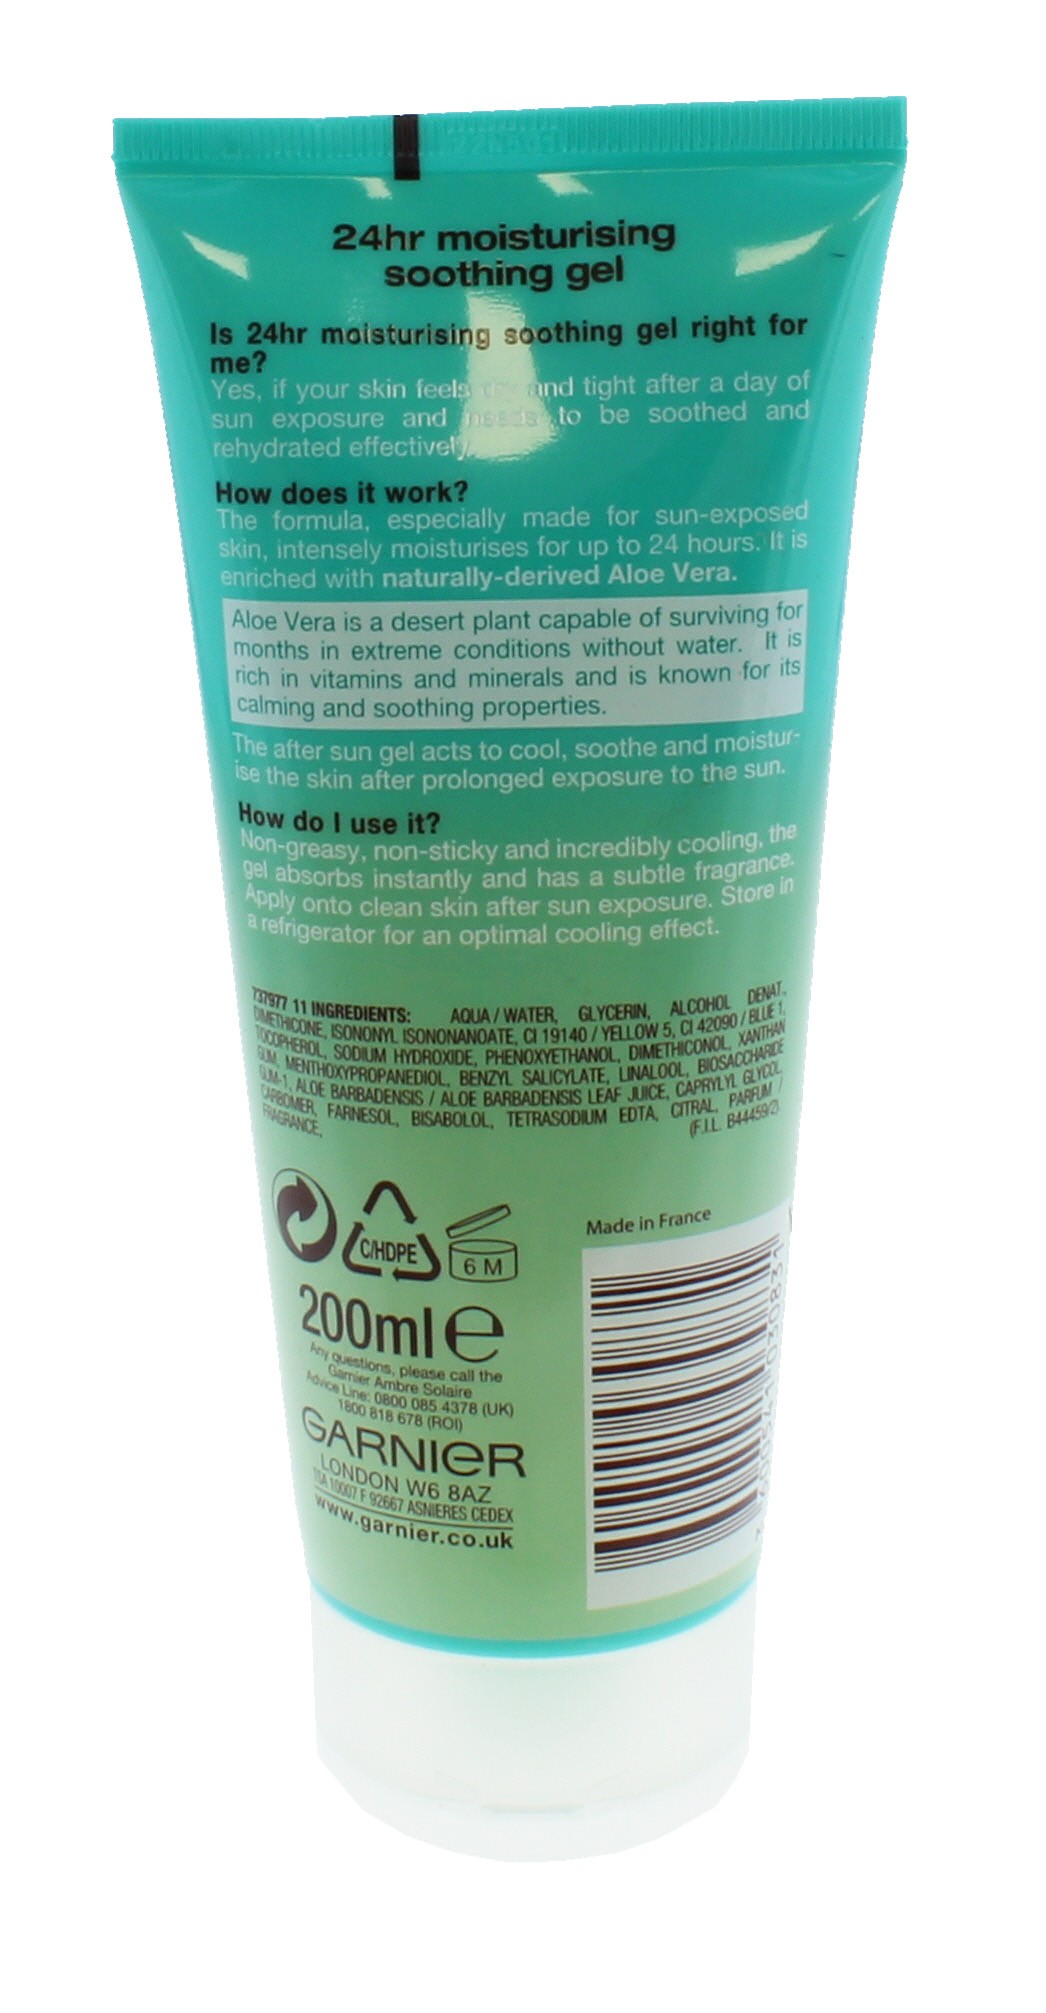 24hr moisturising
soothing gel
Is 24hr moisturising soothing gel right for
me?
Yes, if your skin feels and tight after a day of
sun exposure and needs to be soothed and
rehydrated effectively.
How does it work?
The formula, especially made for sun-exposed
skin, intensely moisturises for up to 24 hours. It is
enriched with naturally-derived Aloe Vera.
Aloe Vera is a desert plant capable of surviving for
months in extreme conditions without water. It is
rich in vitamins and minerals and is known for its
calming and soothing properties.
The after sun gel acts to cool, soothe and moistur-
ise the skin after prolonged exposure to the sun.
How do I use it?
Non-greasy, non-sticky and incredibly cooling, the
gel absorbs instantly and has a subtle fragrance.
Apply onto clean skin after sun exposure. Store in
a refrigerator for an optimal cooling effect.
737977 11 INGREDIENTS: AQUA / WATER, GLYCERIN, ALCOHOL DENAT.,
DIMETHICONE, ISONONYL ISONONANOATE, CI 19140 / YELLOW 5, CI 42090 / BLUE 1,
TOCOPHEROL, SODIUM HYDROXIDE, PHENOXYETHANOL, DIMETHICONOL, XANTHAN
GUM, MENTHOXYPROPANEDIOL, BENZYL SALICYLATE, LINALOOL, BIOSACCHARIDE
GUM-1, ALOE BARBADENSIS / ALOE BARBADENSIS LEAF JUICE, CAPRYLYL GLYCOL,
CARBOMER, FARNESOL, BISABOLOL, TETRASODIUM EDTA, CITRAL, PARFUM /
FRAGRANCE, (F.I.L. B44459/2).
C/HDPE
6 M
Made in France
200ml e
Any questions, please call the
Garnier Ambre Solaire
Advice Line: 0800 085 4378 (UK)
1800 818 678 (ROI)
GARNIER
LONDON W6 8AZ
TSA 10007 F 92667 ASNIERES CEDEX
www.garnier.co.uk